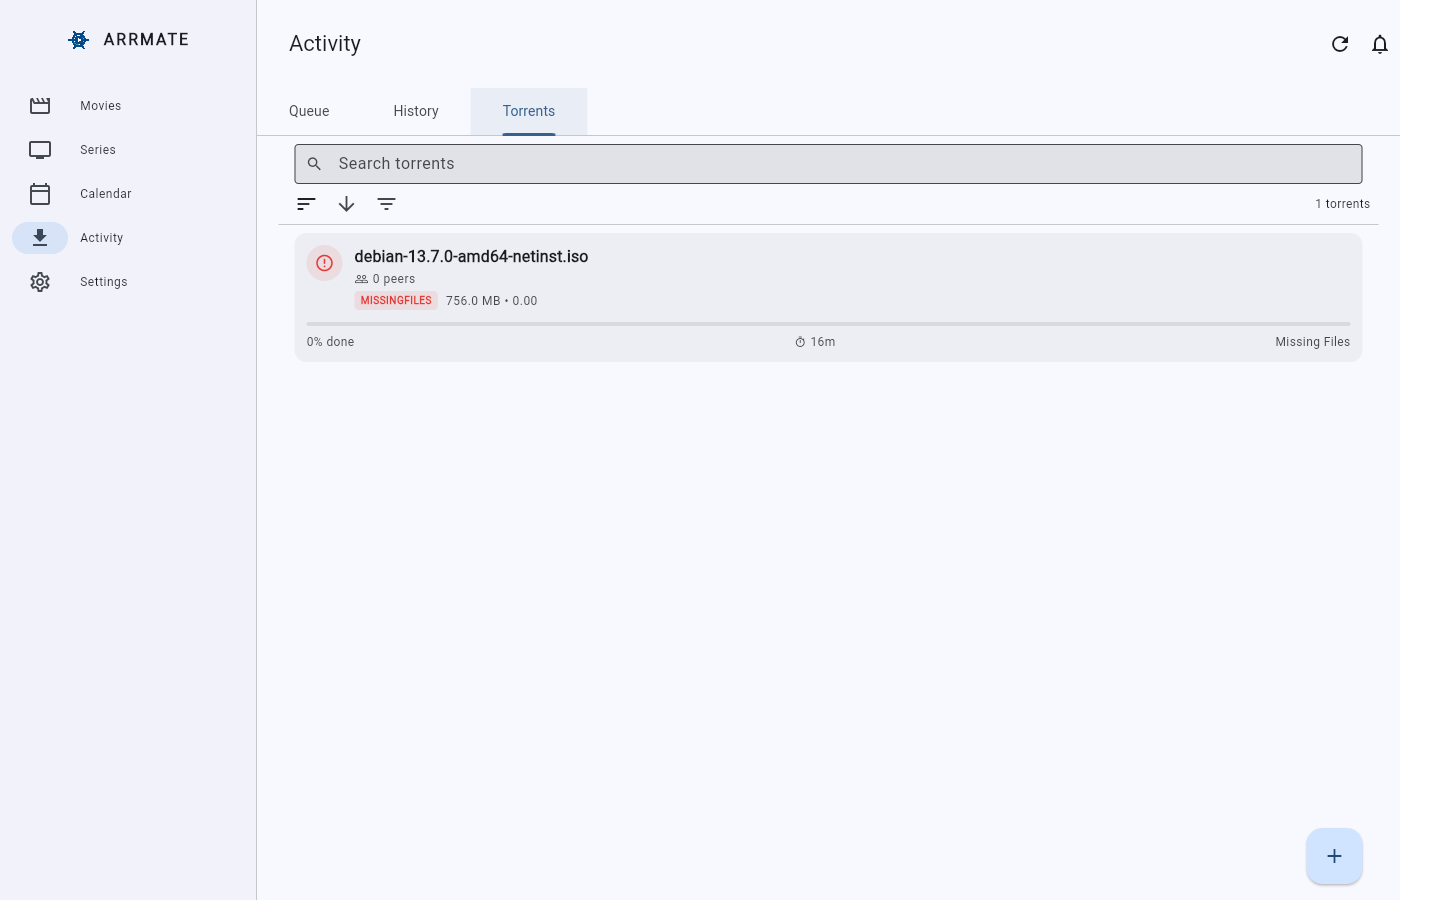 ARRMATE
Movies
Series
Calendar
Activity
Settings
Activity
Queue
History
Torrents
Search torrents
1 torrents
debian-13.7.0-amd64-netinst.iso
0 peers
MISSINGFILES
756.0 MB • 0.00
0% done
16m
Missing Files